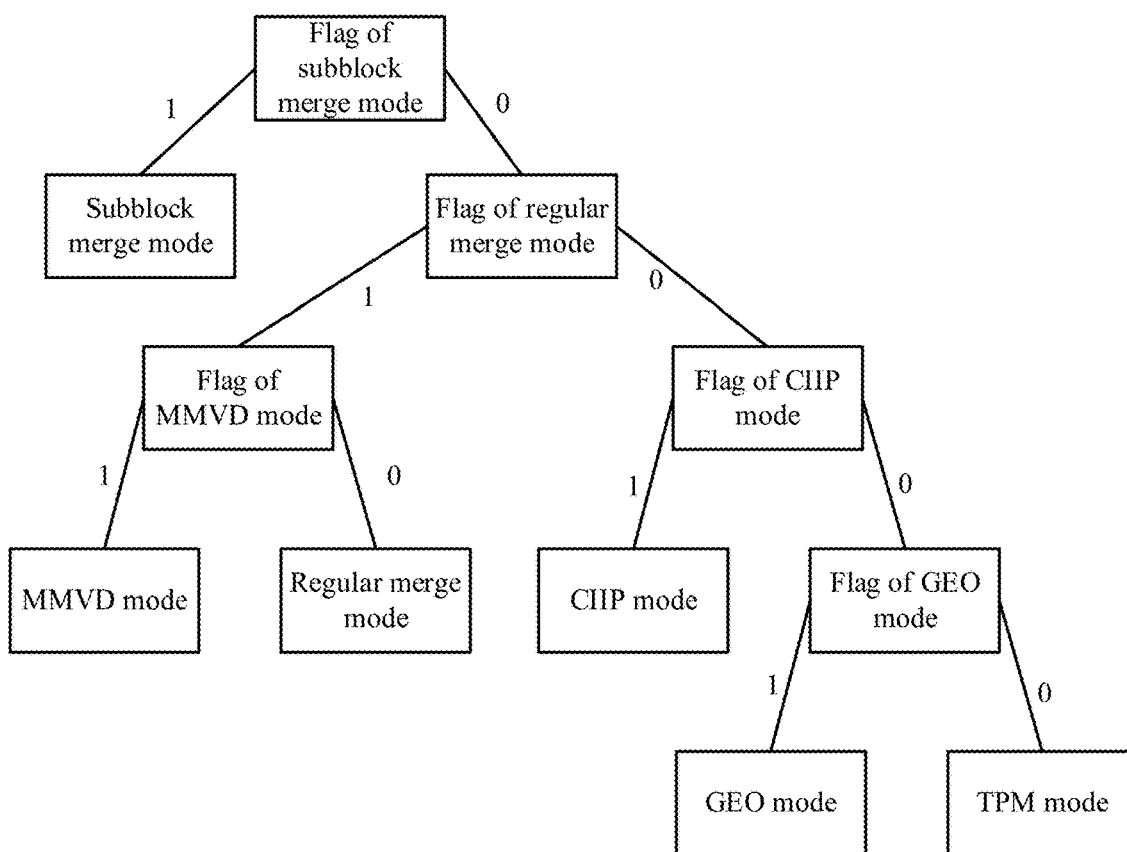 Flag of
subblock
merge mode
1
0
Subblock
merge mode
Flag of regular
merge mode
1
0
Flag of
MMVD mode
Flag of CIIP
mode
1
0
1
0
MMVD mode
Regular merge
mode
CIIP mode
Flag of GEO
mode
1
0
GEO mode
TPM mode